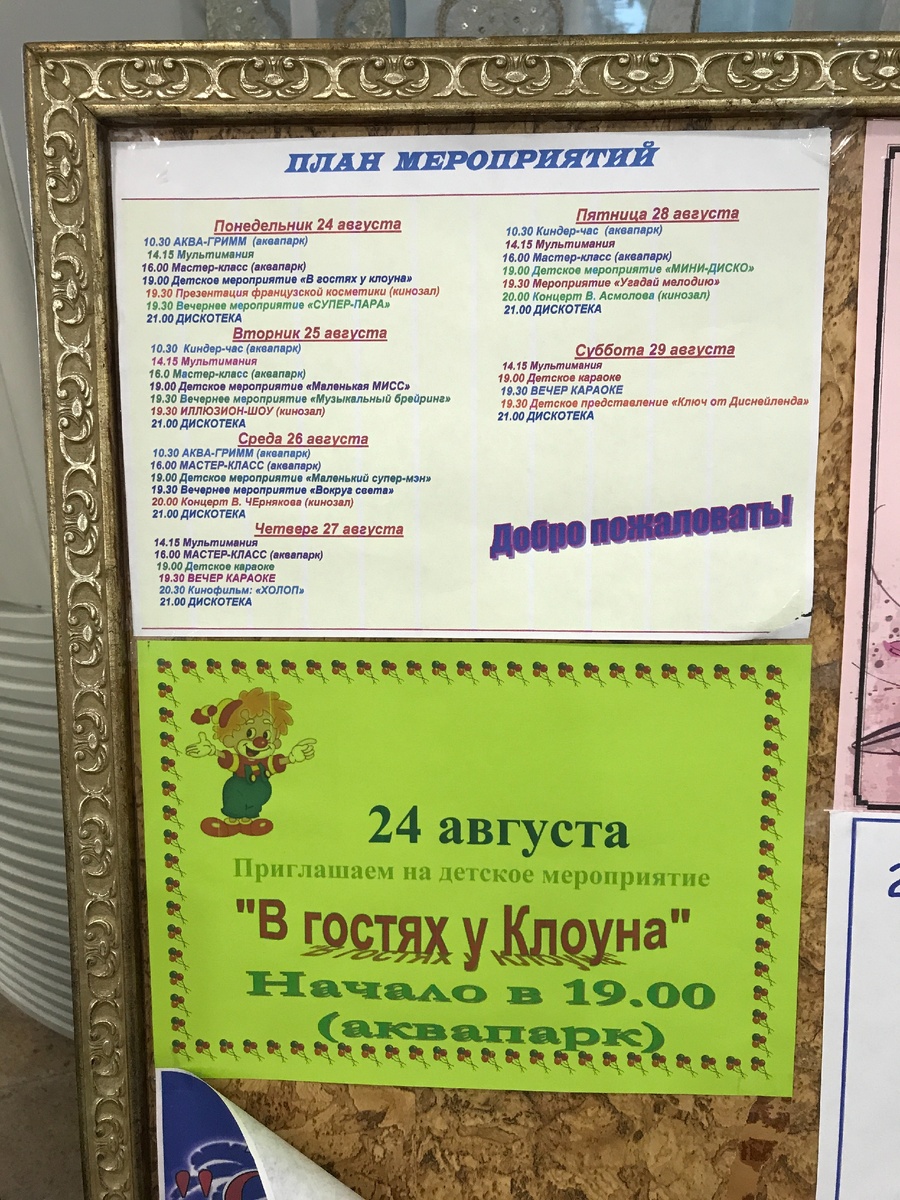 ПЛАН МЕРОПРИЯТИЙ
Понедельник 24 августа
10.30 АКВА-ГРИММ (аквапарк)
14.15 Мультимания
16.00 Мастер-класс (аквапарк)
19.00 Детское мероприятие «В гостях у клоуна»
19.30 Презентация французской косметики (кинозал)
19.30 Вечернее мероприятие «СУПЕР-ПАРА»
21.00 ДИСКОТЕКА
Вторник 25 августа
10.30 Киндер-час (аквапарк)
14.15 Мультимания
16.0 Мастер-класс (аквапарк)
19.00 Детское мероприятие «Маленькая МИСС»
19.30 Вечернее мероприятие «Музыкальный брейринг»
19.30 ИЛЛЮЗИОН-ШОУ (кинозал)
21.00 ДИСКОТЕКА
Среда 26 августа
10.30 АКВА-ГРИММ (аквапарк)
16.00 МАСТЕР-КЛАСС (аквапарк)
19.00 Детское мероприятие «Маленький супер-мэн»
19.30 Вечернее мероприятие «Вокруг света»
20.00 Концерт В. ЧЕрнякова (кинозал)
21.00 ДИСКОТЕКА
Четверг 27 августа
14.15 Мультимания
16.00 МАСТЕР-КЛАСС (аквапарк)
19.00 Детское караоке
19.30 ВЕЧЕР КАРАОКЕ
20.30 Кинофильм: «ХОЛОП»
21.00 ДИСКОТЕКА
Пятница 28 августа
10.30 Киндер-час (аквапарк)
14.15 Мультимания
16.00 Мастер-класс (аквапарк)
19.00 Детское мероприятие «МИНИ-ДИСКО»
19.30 Мероприятие «Угадай мелодию»
20.00 Концерт В. Асмолова (кинозал)
21.00 ДИСКОТЕКА
Суббота 29 августа
14.15 Мультимания
19.00 Детское караоке
19.30 ВЕЧЕР КАРАОКЕ
19.30 Детское представление «Ключ от Диснейленда»
21.00 ДИСКОТЕКА
Добро пожаловать!
24 августа
Приглашаем на детское мероприятие
"В гостях у Клоуна"
Начало в 19.00
(аквапарк)